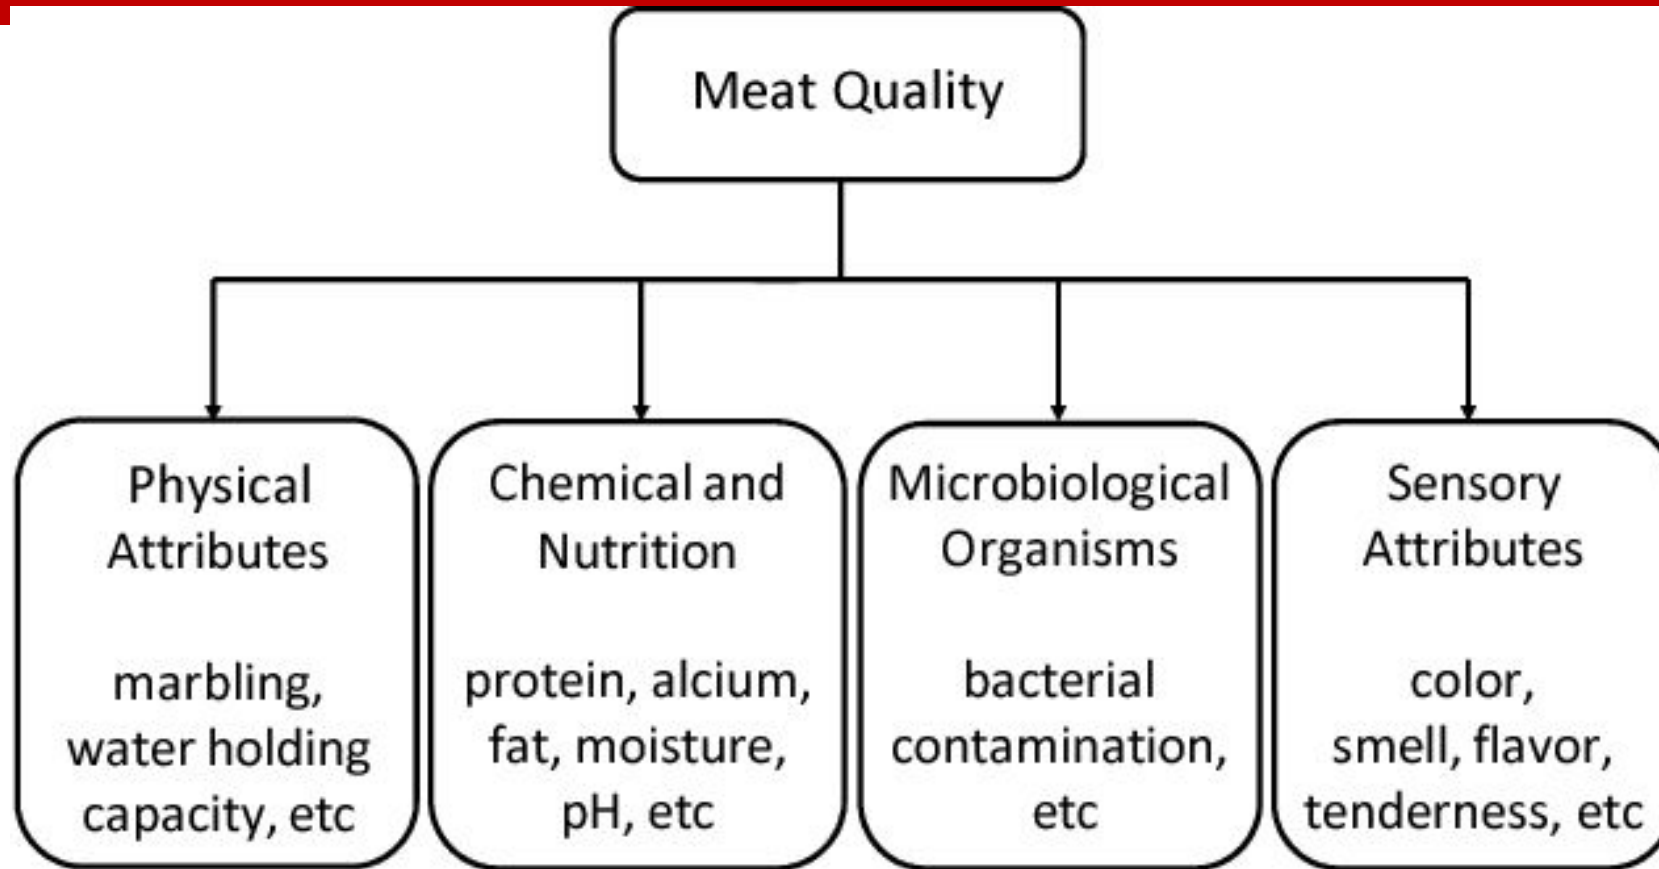 Meat Quality
Physical
Attributes
marbling,
water holding
capacity, etc
Chemical and
Nutrition
protein, alcium,
fat, moisture,
pH, etc
Microbiological
Organisms
bacterial
contamination,
etc
Sensory
Attributes
color,
smell, flavor,
tenderness, etc